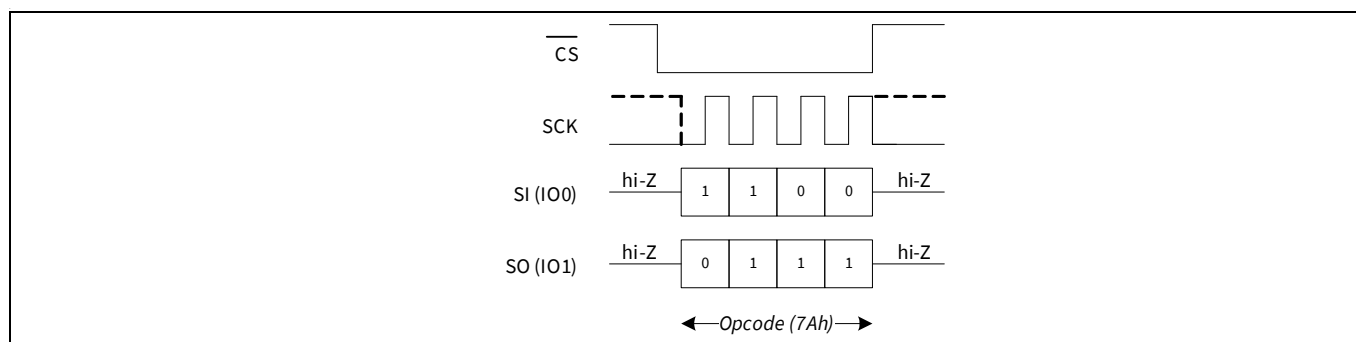 CS
SCK
hi-Z 1 1 0 0 hi-Z
SI (IO0)
hi-Z 0 1 1 1 hi-Z
SO (IO1)
Opcode (7Ah)